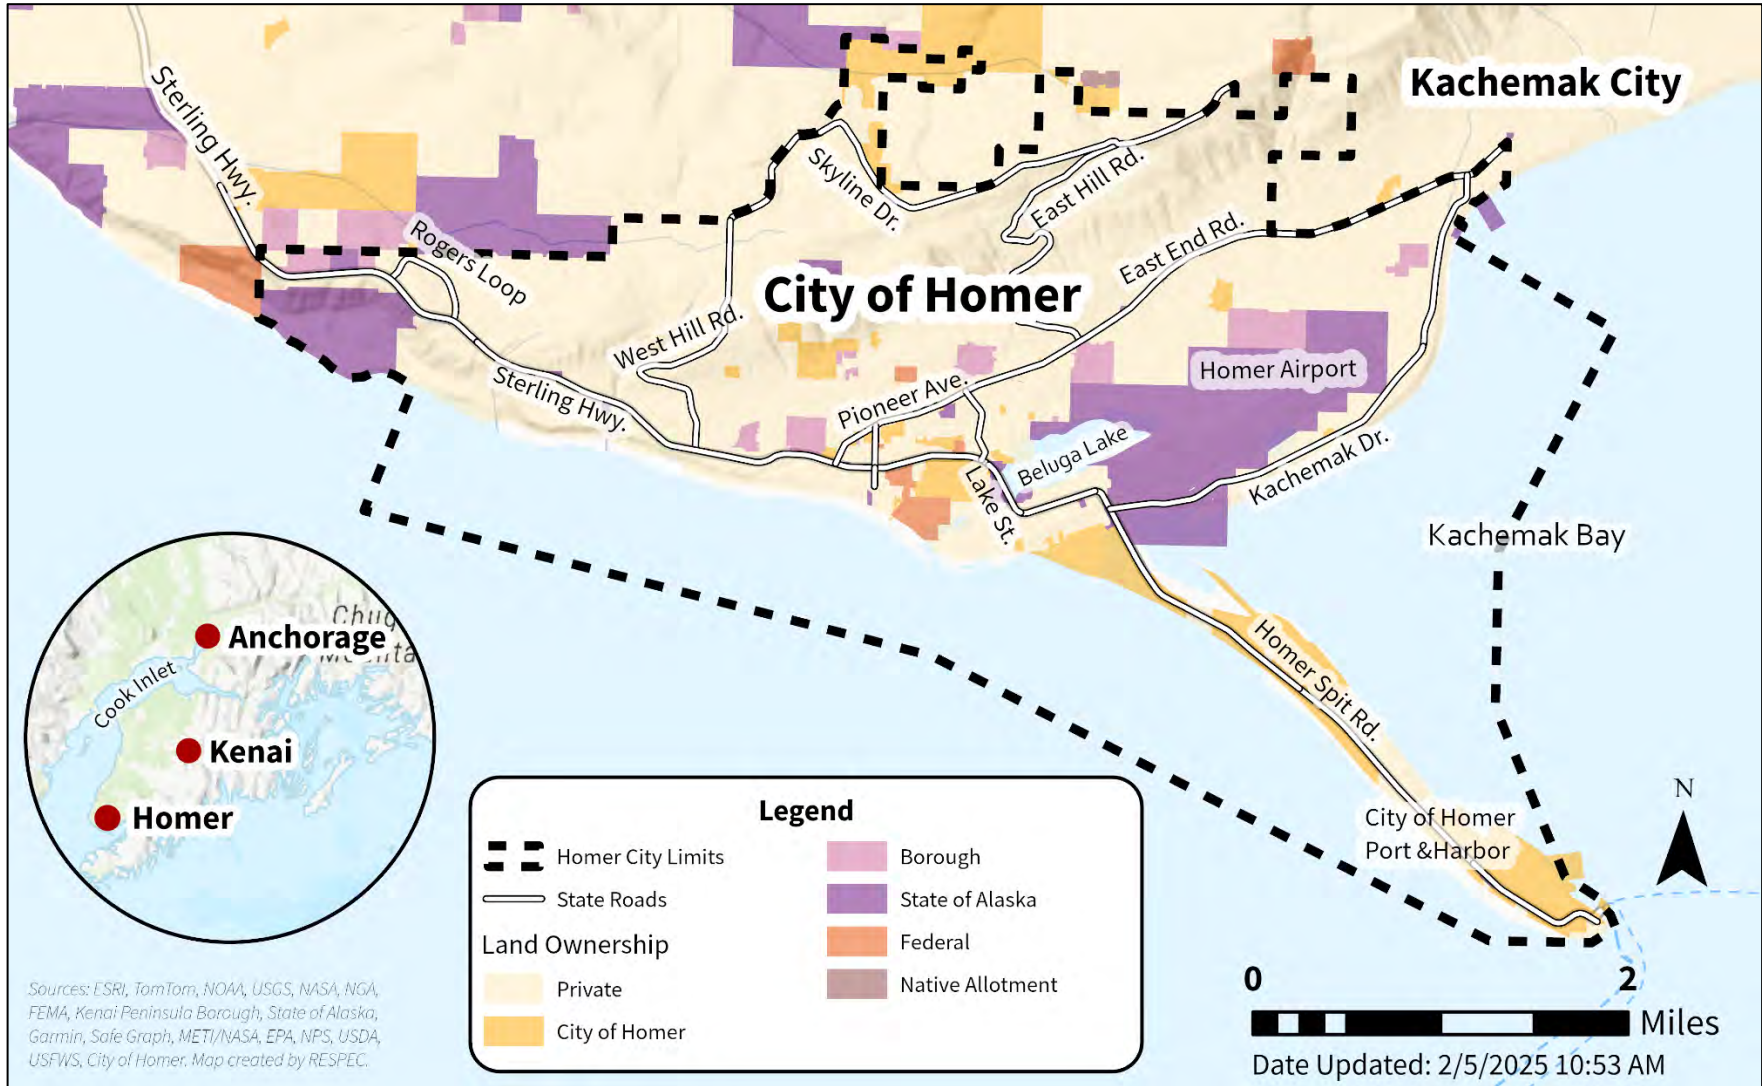 Kachemak City
Sterling Hwy.
Skyline Dr.
East Hill Rd.
Rogers Loop
East End Rd.
City of Homer
West Hill Rd.
Homer Airport
Sterling Hwy.
Pioneer Ave.
Beluga Lake
Kachemak Dr.
Lake St.
Kachemak Bay
Homer Spit Rd.
City of Homer
Port &Harbor
Anchorage
Cook Inlet
Kenai
Homer
Legend
Homer City Limits
State Roads
Land Ownership
Private
City of Homer
Borough
State of Alaska
Federal
Native Allotment
N
0 2
Miles
Date Updated: 2/5/2025 10:53 AM
Sources: ESRI, TomTom, NOAA, USGS, NASA, NGA,
FEMA, Kenai Peninsula Borough, State of Alaska,
Garmin, Safe Graph, METI/NASA, EPA, NPS, USDA,
USFWS, City of Homer. Map created by RESPEC.